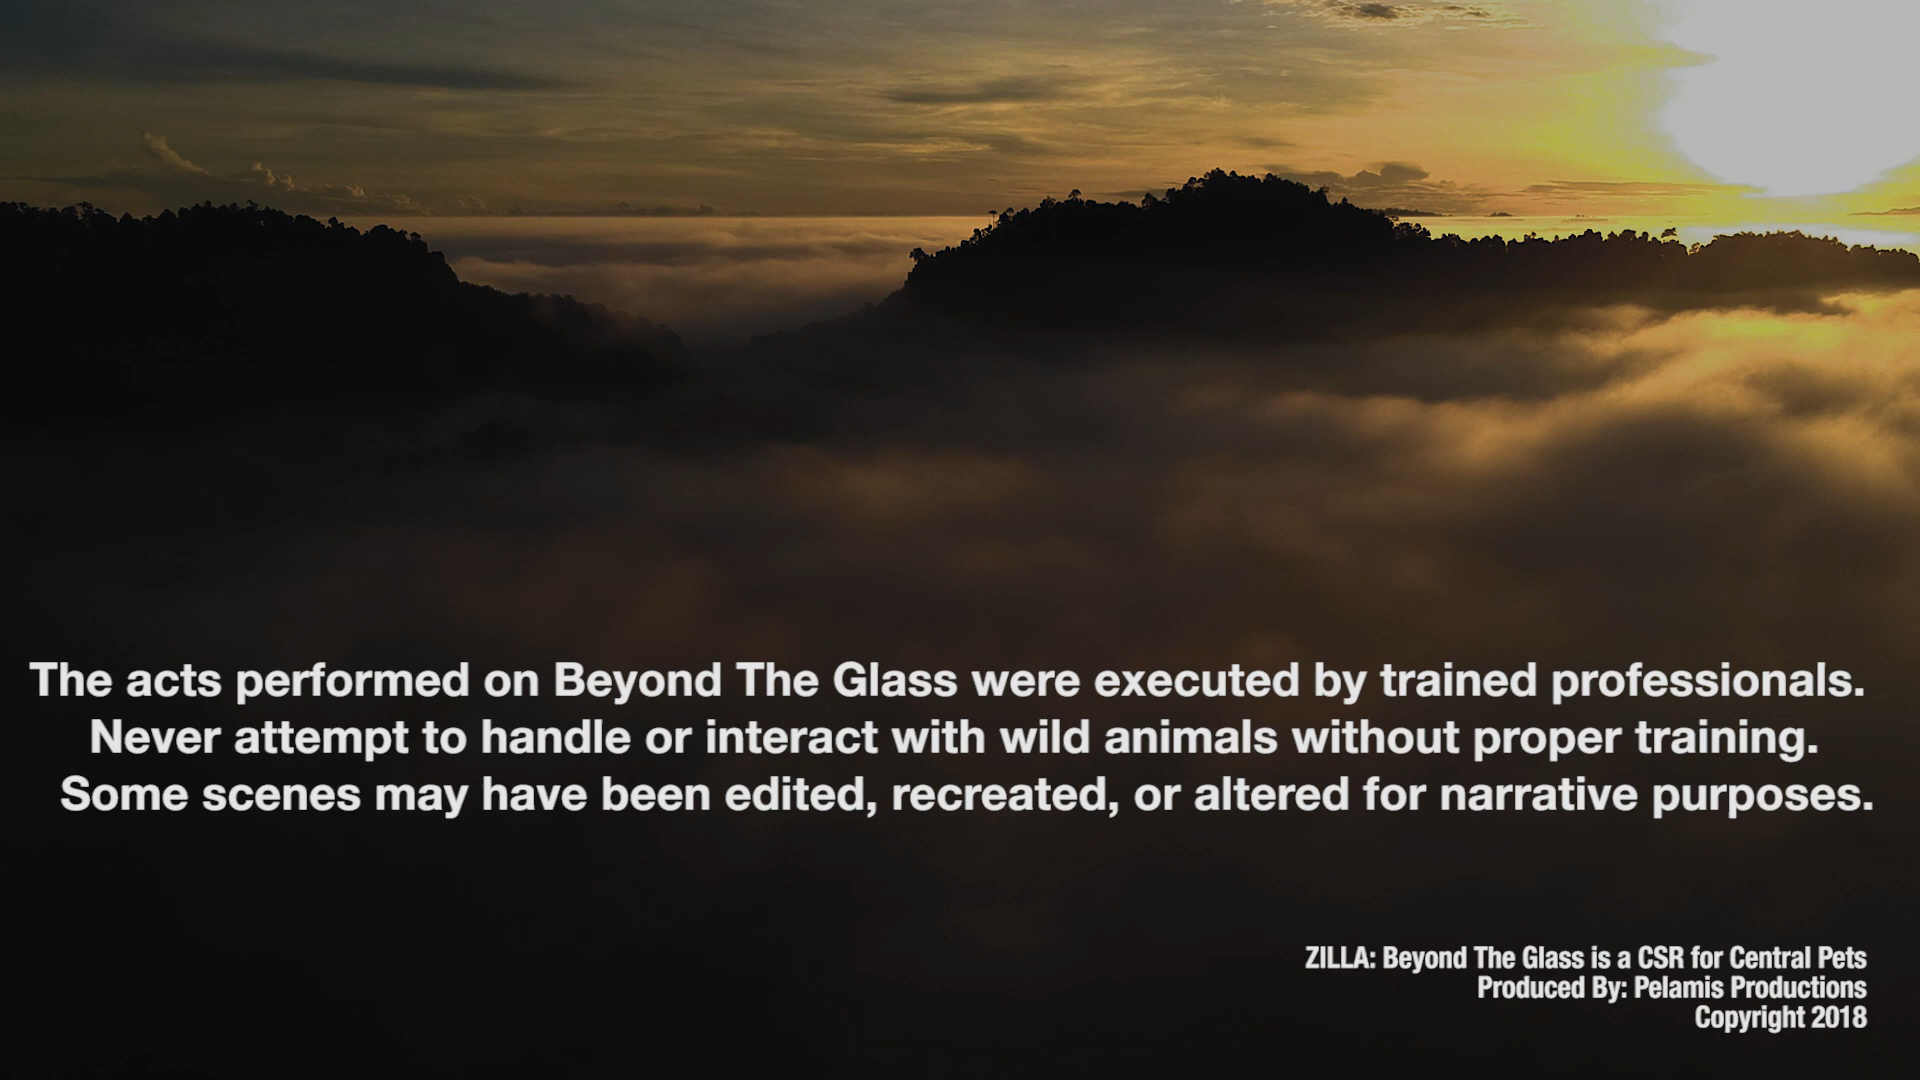 The acts performed on Beyond The Glass were executed by trained professionals.
Never attempt to handle or interact with wild animals without proper training.
Some scenes may have been edited, recreated, or altered for narrative purposes.
ZILLA: Beyond The Glass is a CSR for Central Pets
Produced By: Pelamis Productions
Copyright 2018